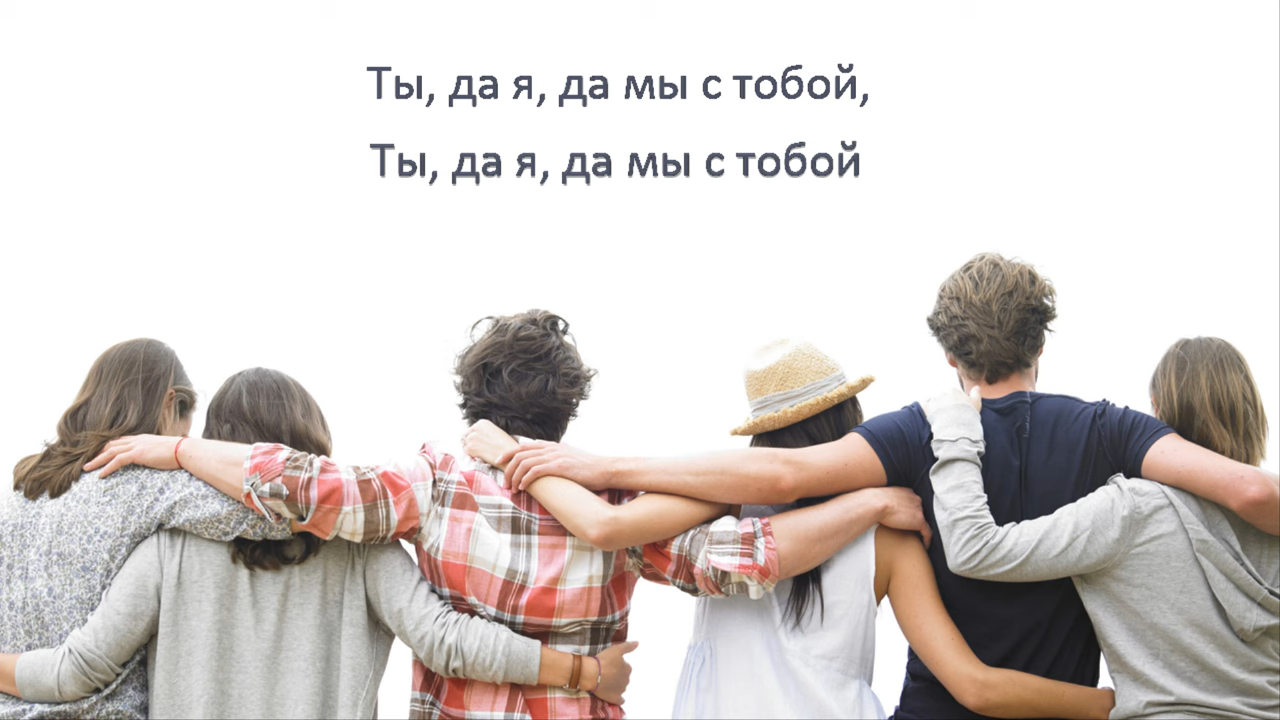 Ты, да я, да мы с тобой,
Ты, да я, да мы с тобой